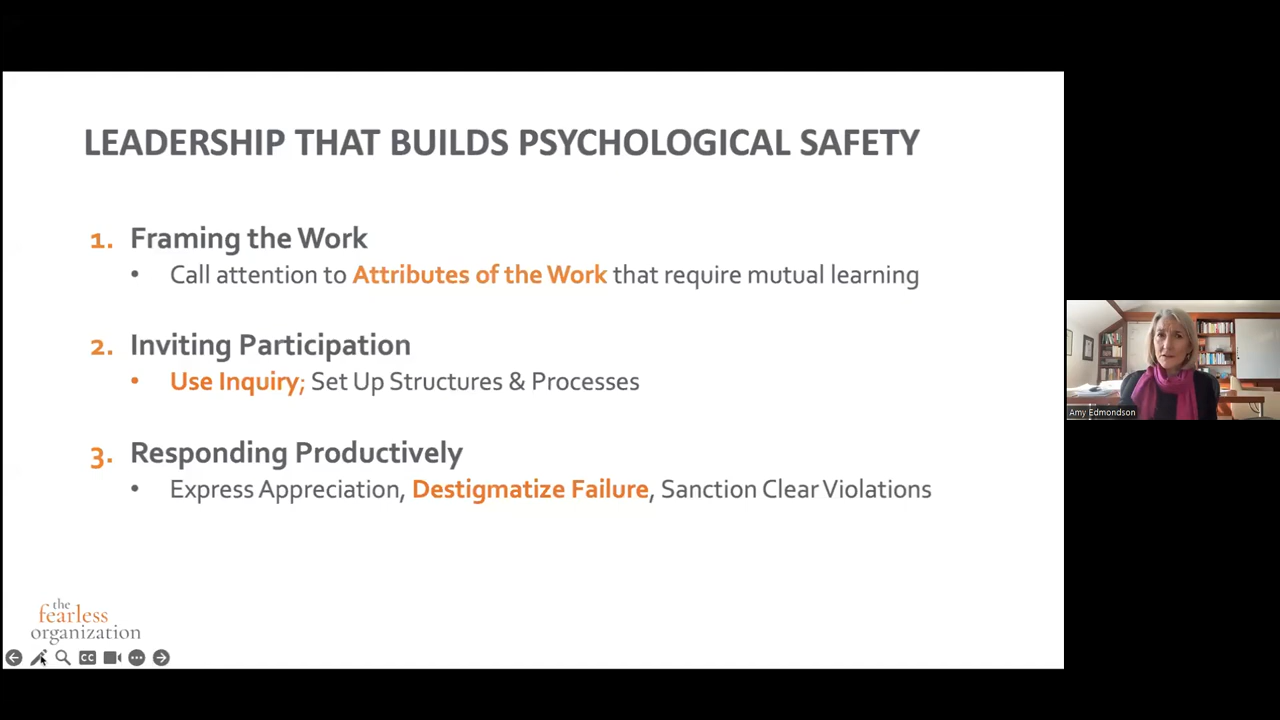 LEADERSHIP THAT BUILDS PSYCHOLOGICAL SAFETY
1. Framing the Work
• Call attention to Attributes of the Work that require mutual learning
2. Inviting Participation
• Use Inquiry; Set Up Structures & Processes
3. Responding Productively
• Express Appreciation, Destigmatize Failure, Sanction Clear Violations
the
fearless
organization
CC
Amy Edmondson